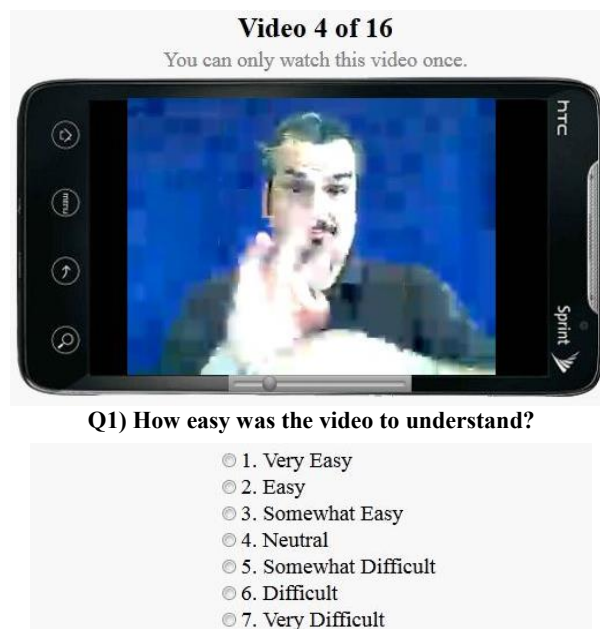 Video 4 of 16
You can only watch this video once.
hTC
menu
Sprint
Q1) How easy was the video to understand?
1. Very Easy
2. Easy
3. Somewhat Easy
4. Neutral
5. Somewhat Difficult
6. Difficult
7. Very Difficult